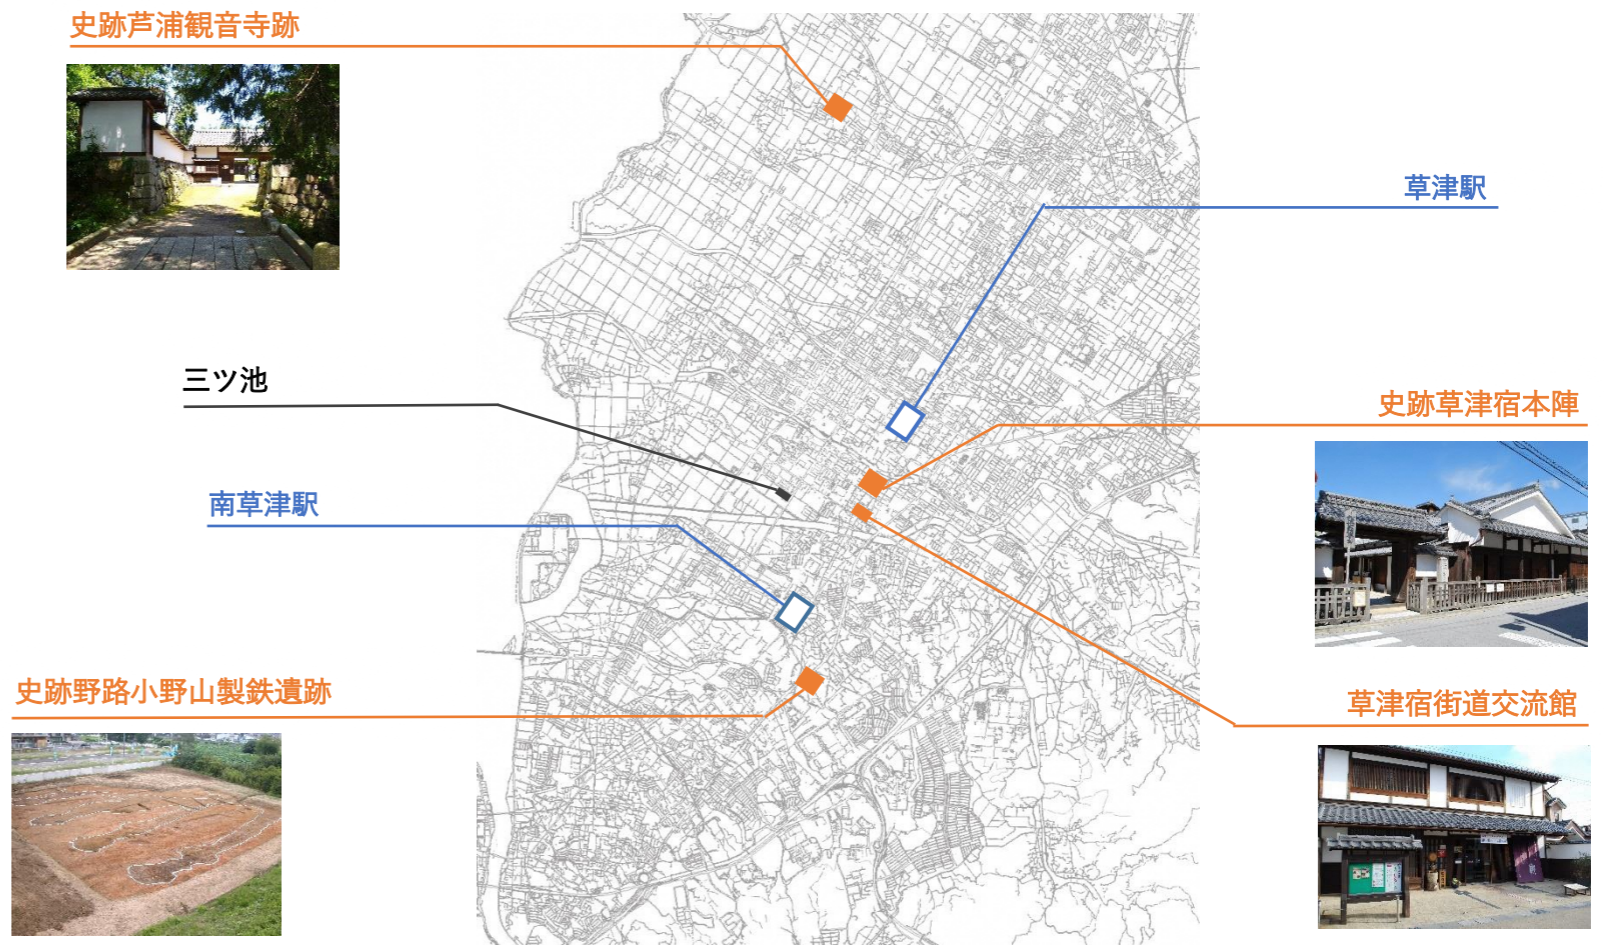 史跡芦浦観音寺跡
草津駅
三ツ池
史跡草津宿本陣
南草津駅
史跡野路小野山製鉄遺跡
草津宿街道交流館